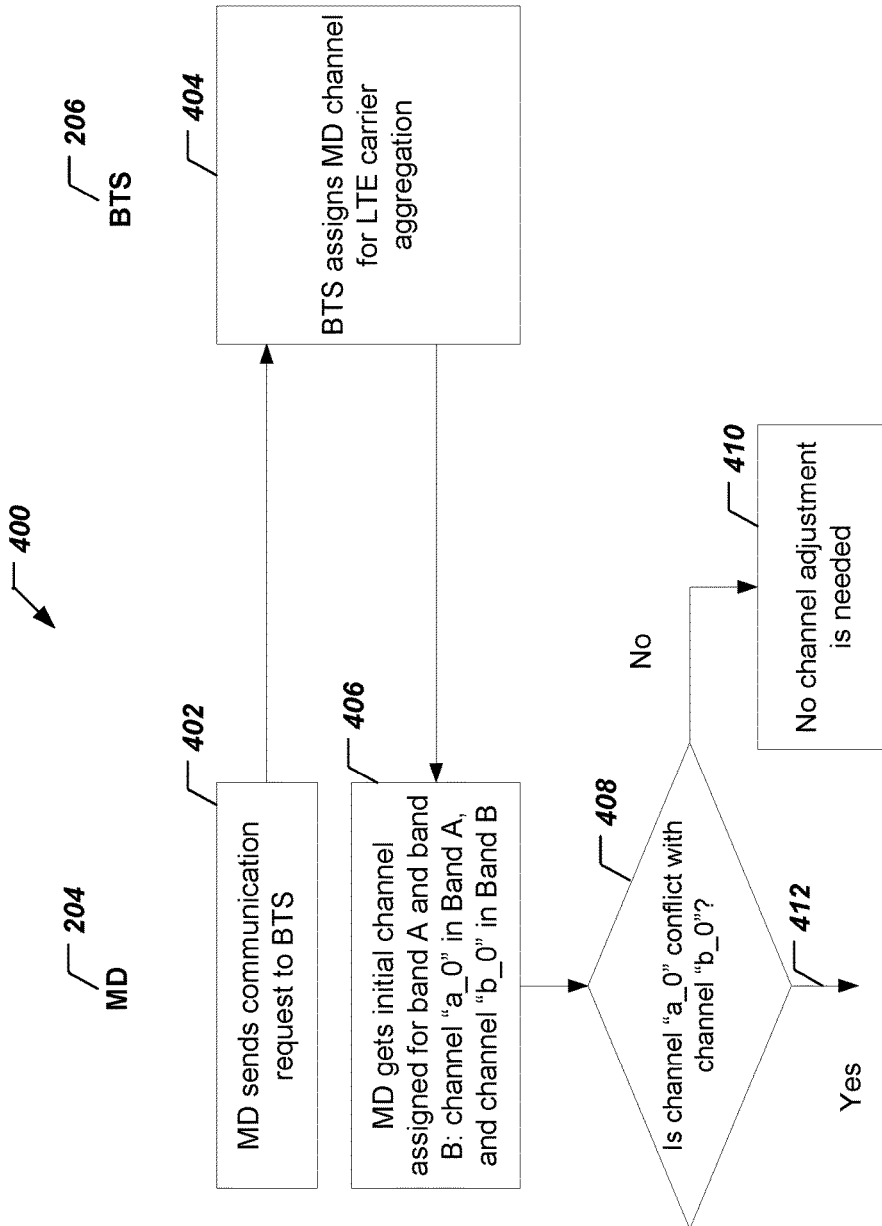 400
204
MD
206
BTS
402
MD sends communication
request to BTS
404
BTS assigns MD channel
for LTE carrier
aggregation
406
MD gets initial channel
assigned for band A and band
B: channel “a_0” in Band A,
and channel “b_0” in Band B
408
Is channel “a_0” conflict with
channel “b_0”?
No
410
No channel adjustment
is needed
412
Yes